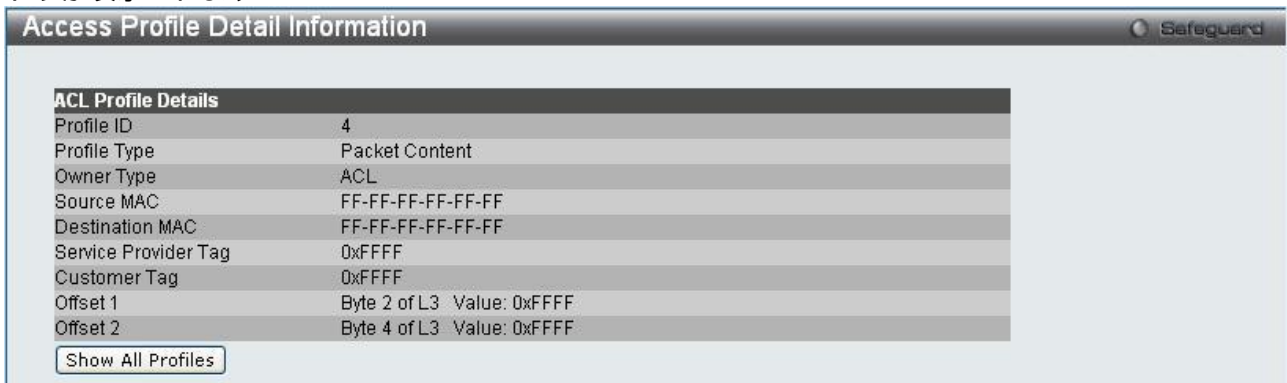 Access Profile Detail Information
Safeguard
ACL Profile Details
Profile ID 4
Profile Type Packet Content
Owner Type ACL
Source MAC FF-FF-FF-FF-FF-FF
Destination MAC FF-FF-FF-FF-FF-FF
Service Provider Tag 0xFFFF
Customer Tag 0xFFFF
Offset 1 Byte 2 of L3 Value: 0xFFFF
Offset 2 Byte 4 of L3 Value: 0xFFFF
Show All Profiles